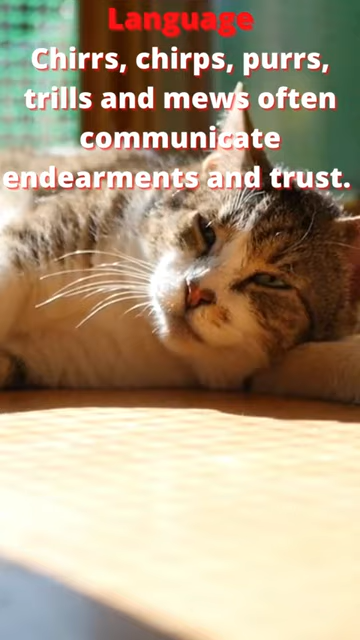 Language
Chirrs, chirps, purrs,
trills and mews often
communicate
endearments and trust.